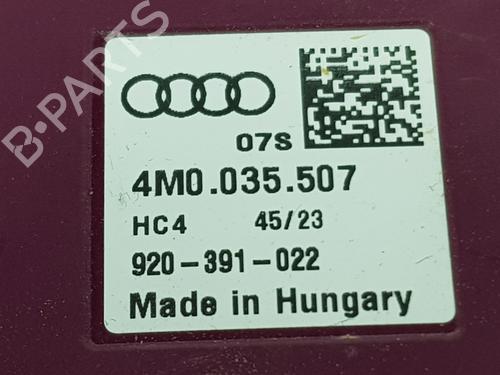 B-PARTS
07S
4M0.035.507
HC4 45/23
920-391-022
Made in Hungary